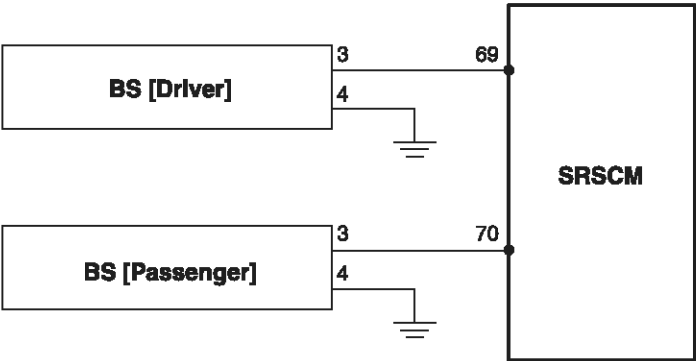 3 69
BS [Driver]
4
SRSCM
3 70
BS [Passenger]
4